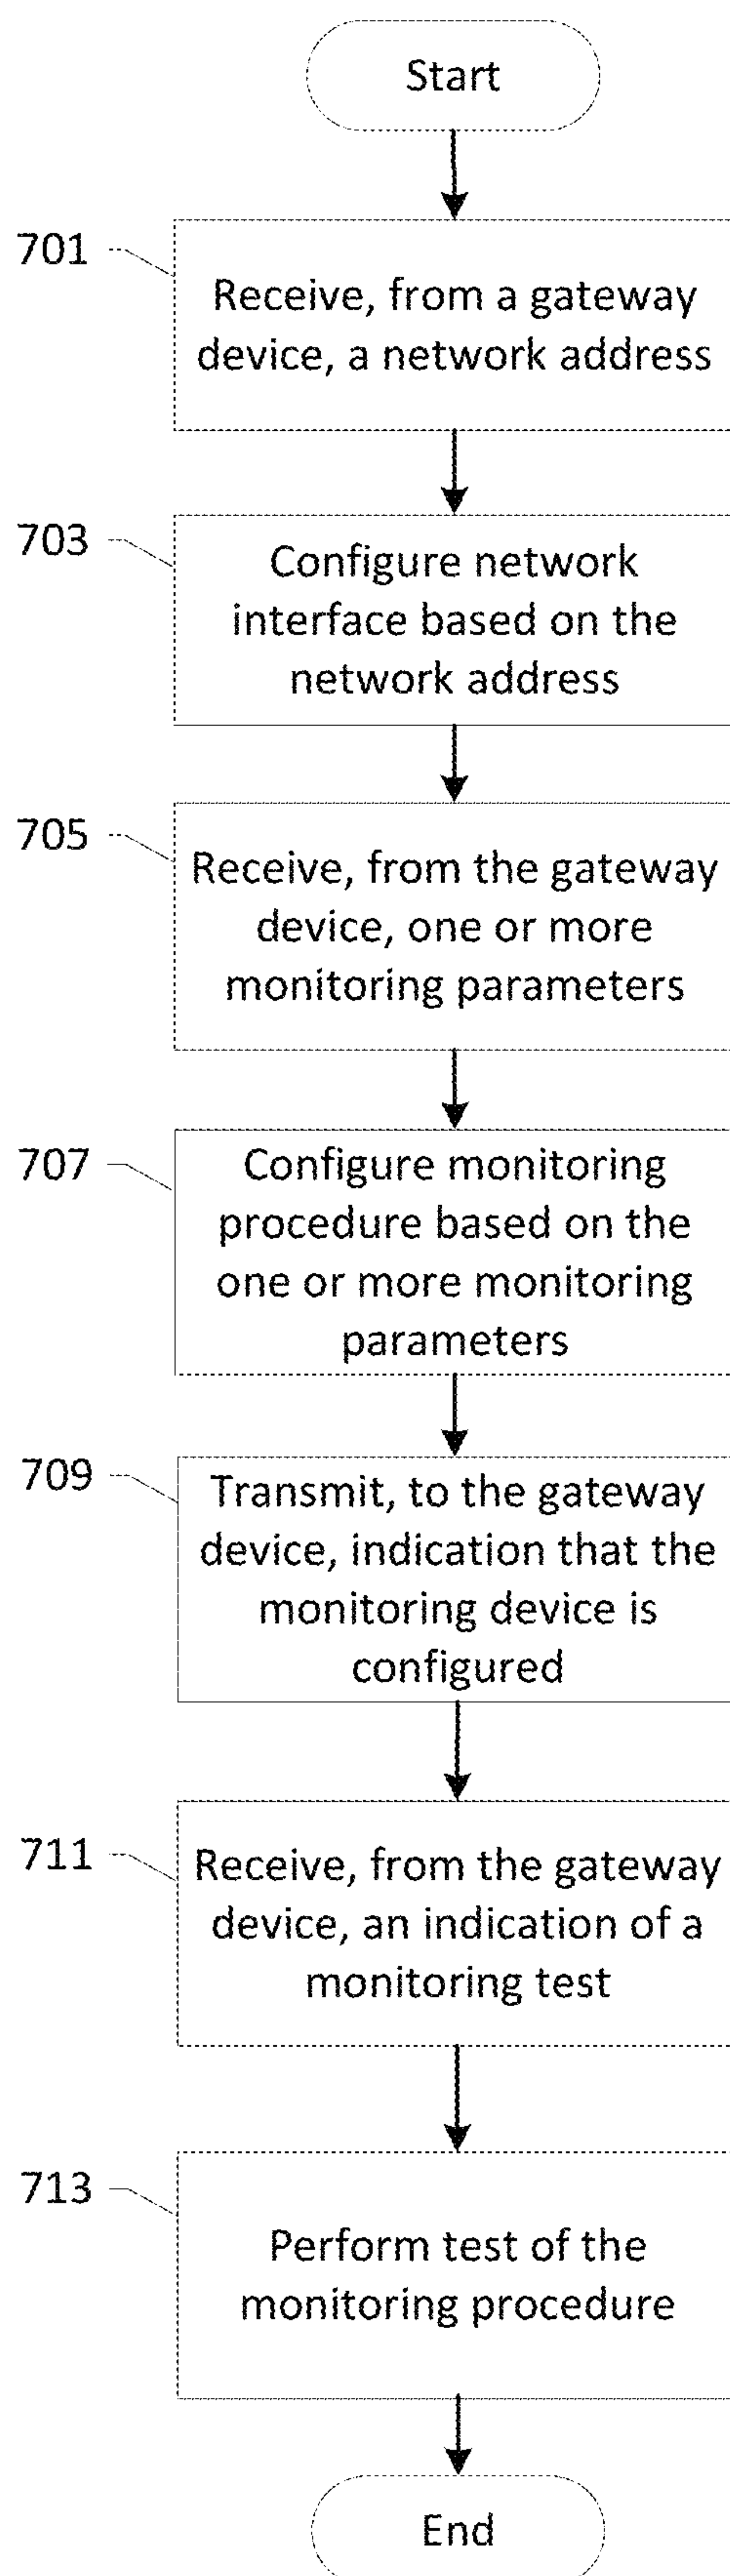 Start
701
Receive, from a gateway
device, a network address
703
Configure network
interface based on the
network address
705
Receive, from the gateway
device, one or more
monitoring parameters
707
Configure monitoring
procedure based on the
one or more monitoring
parameters
709
Transmit, to the gateway
device, indication that the
monitoring device is
configured
711
Receive, from the gateway
device, an indication of a
monitoring test
713
Perform test of the
monitoring procedure
End